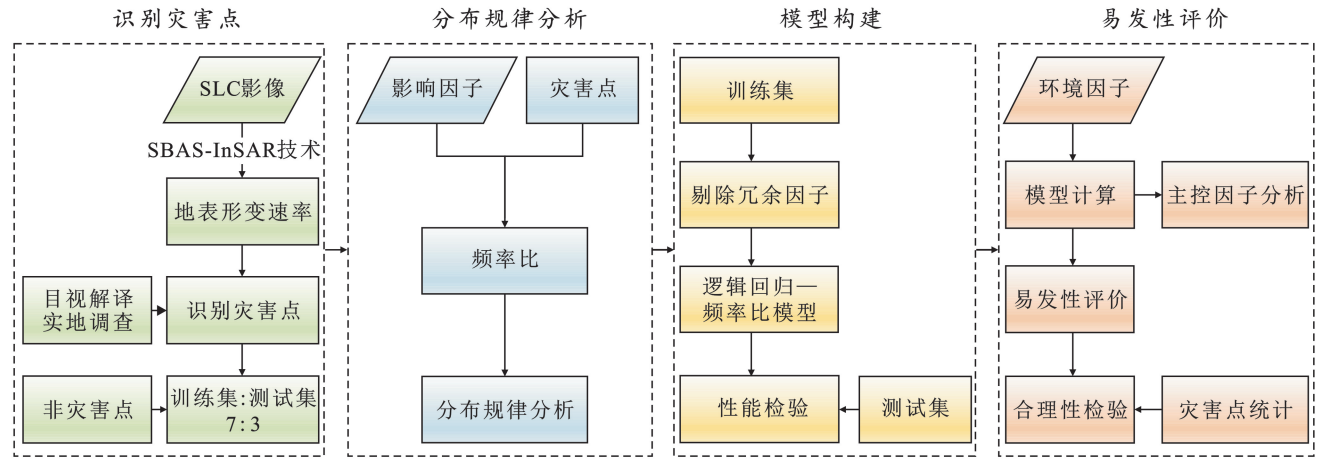 识别灾害点
分布规律分析
模型构建
易发性评价
SLC影像
SBAS-InSAR技术
地表形变速率
目视解译
实地调查
识别灾害点
非灾害点
训练集:测试集
7:3
影响因子
灾害点
频率比
分布规律分析
训练集
剔除冗余因子
逻辑回归—
频率比模型
性能检验
测试集
环境因子
模型计算
主控因子分析
易发性评价
合理性检验
灾害点统计